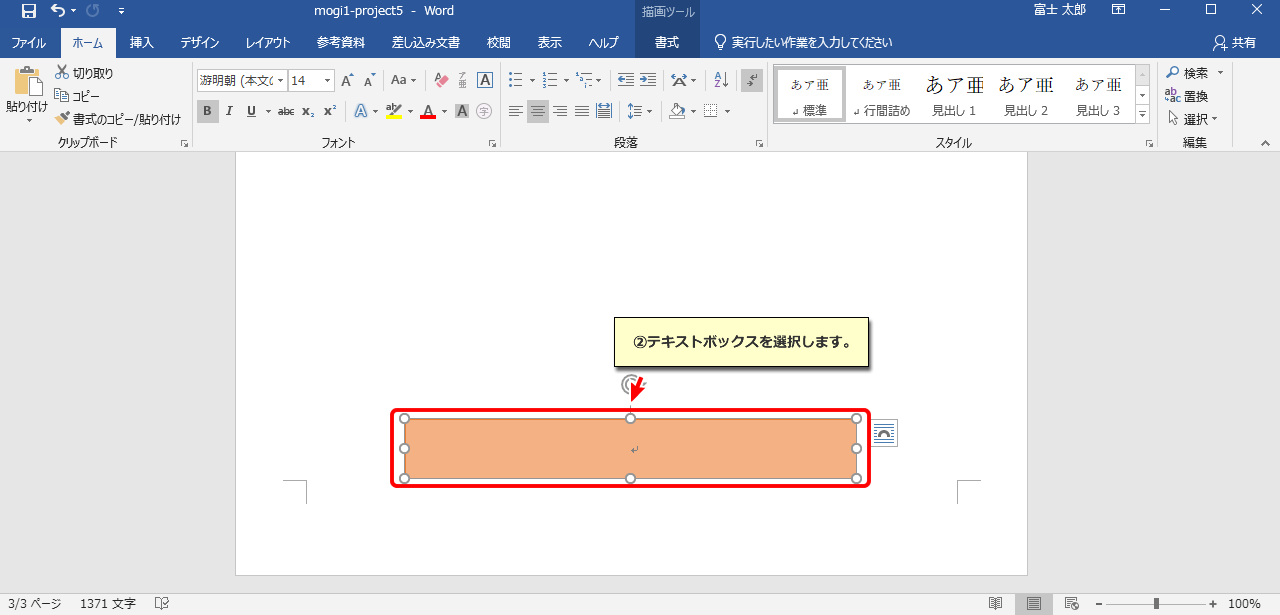 mogi1-project5 - Word
描画ツール
富士 太郎
ファイル ホーム 挿入 デザイン レイアウト 参考資料 差し込み文書 校閲 表示 ヘルプ 書式 実行したい作業を入力してください 共有
貼り付け
切り取り
コピー
書式のコピー/貼り付け
クリップボード
游明朝 (本文 14 A A Aa A
B I U abc x₂ x² A ab A A 字
フォント
段落
あア亜 あア亜 あア亜 あア亜 あア亜
↲ 標準 ↲ 行間詰め 見出し 1 見出し 2 見出し 3
スタイル
検索
置換
選択
編集
②テキストボックスを選択します。
3/3 ページ 1371 文字
100%